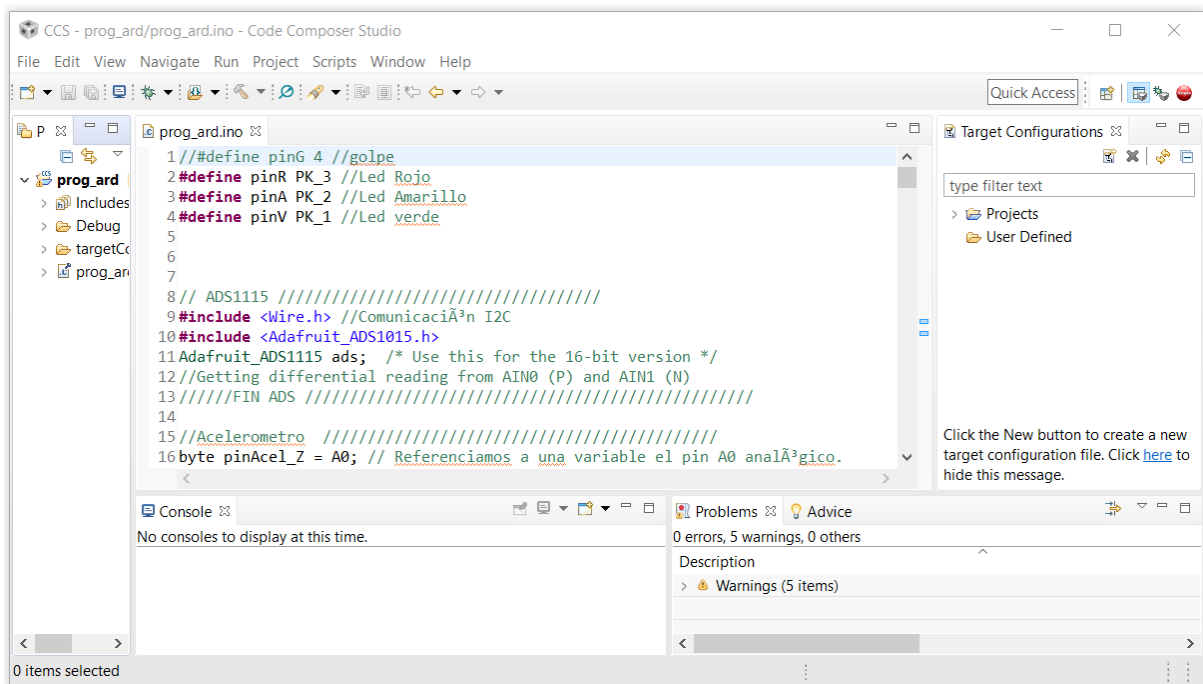 CCS - prog_ard/prog_ard.ino - Code Composer Studio
File Edit View Navigate Run Project Scripts Window Help
Quick Access
P
prog_ard
Includes
Debug
targetCo
prog_ard
prog_ard.ino
1 //#define pinG 4 //golpe
2 #define pinR PK_3 //Led Rojo
3 #define pinA PK_2 //Led Amarillo
4 #define pinV PK_1 //Led verde
5
6
7
8 // ADS1115 ////////////////////////////////////
9 #include <Wire.h> //ComunicaciÃ³n I2C
10 #include <Adafruit_ADS1015.h>
11 Adafruit_ADS1115 ads;  /* Use this for the 16-bit version */
12 //Getting differential reading from AIN0 (P) and AIN1 (N)
13 //////FIN ADS //////////////////////////////////////////////////
14
15 //Acelerometro  ////////////////////////////////////////////
16 byte pinAcel_Z = A0; // Referenciamos a una variable el pin A0 analÃ³gico.
Target Configurations
type filter text
Projects
User Defined
Click the New button to create a new
target configuration file. Click here to
hide this message.
Console
No consoles to display at this time.
Problems Advice
0 errors, 5 warnings, 0 others
Description
Warnings (5 items)
0 items selected